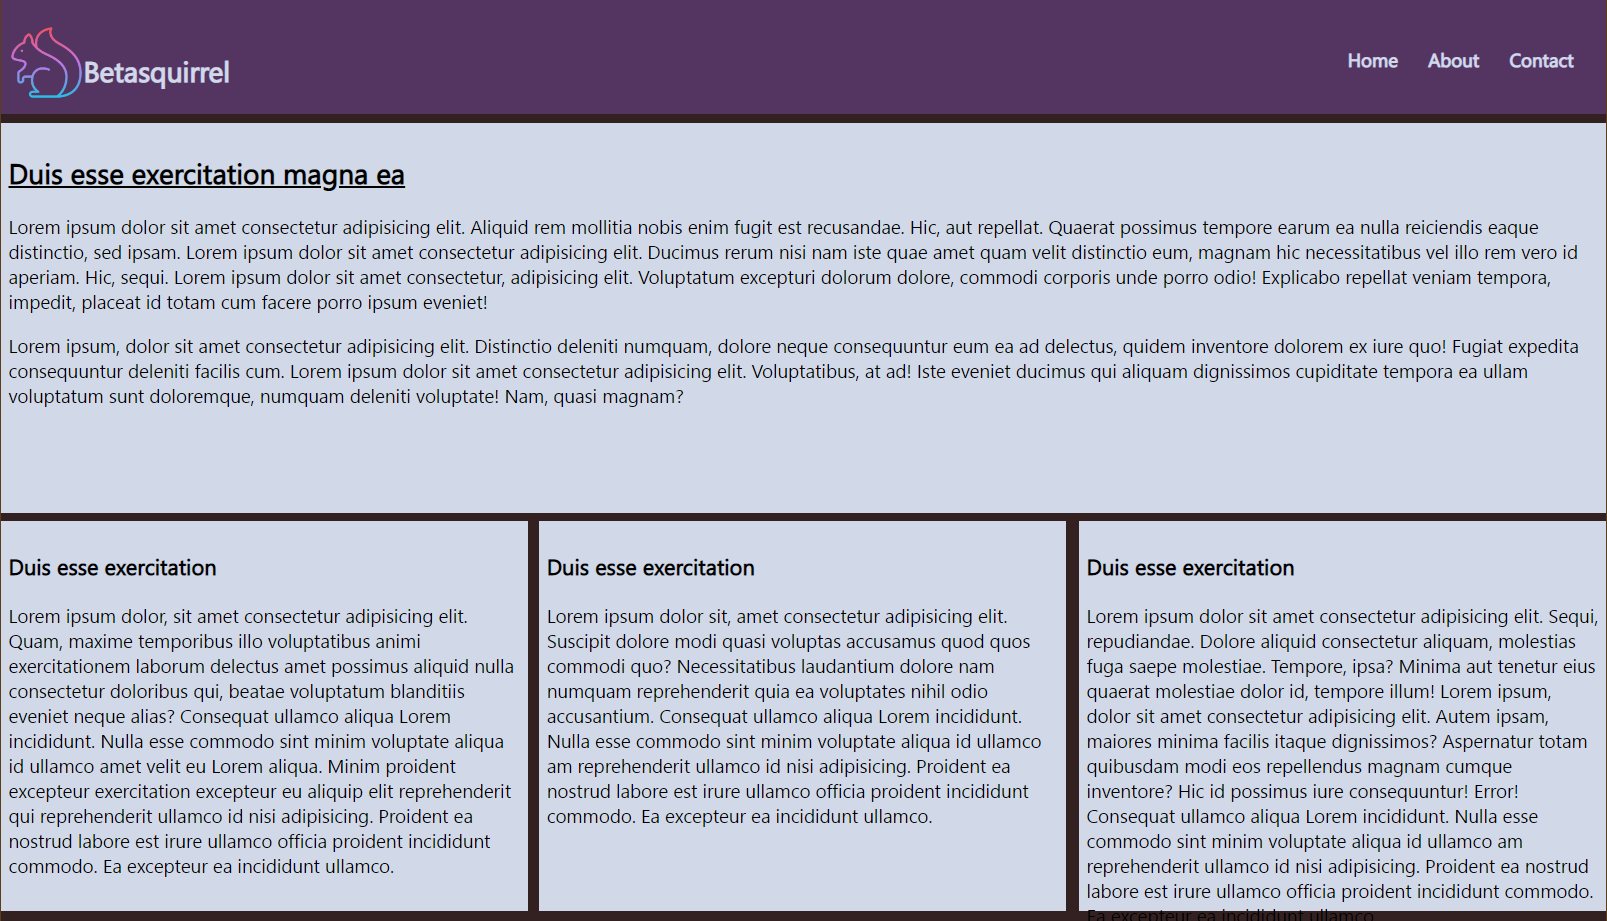 Betasquirrel
Home About Contact
Duis esse exercitation magna ea
Lorem ipsum dolor sit amet consectetur adipisicing elit. Aliquid rem mollitia nobis enim fugit est recusandae. Hic, aut repellat. Quaerat possimus tempore earum ea nulla reiciendis eaque
distinctio, sed ipsam. Lorem ipsum dolor sit amet consectetur adipisicing elit. Ducimus rerum nisi nam iste quae amet quam velit distinctio eum, magnam hic necessitatibus vel illo rem vero id
aperiam. Hic, sequi. Lorem ipsum dolor sit amet consectetur, adipisicing elit. Voluptatum excepturi dolorum dolore, commodi corporis unde porro odio! Explicabo repellat veniam tempora,
impedit, placeat id totam cum facere porro ipsum eveniet!
Lorem ipsum, dolor sit amet consectetur adipisicing elit. Distinctio deleniti numquam, dolore neque consequuntur eum ea ad delectus, quidem inventore dolorem ex iure quo! Fugiat expedita
consequuntur deleniti facilis cum. Lorem ipsum dolor sit amet consectetur adipisicing elit. Voluptatibus, at ad! Iste eveniet ducimus qui aliquam dignissimos cupiditate tempora ea ullam
voluptatum sunt doloremque, numquam deleniti voluptate! Nam, quasi magnam?
Duis esse exercitation
Lorem ipsum dolor, sit amet consectetur adipisicing elit.
Quam, maxime temporibus illo voluptatibus animi
exercitationem laborum delectus amet possimus aliquid nulla
consectetur doloribus qui, beatae voluptatum blanditiis
eveniet neque alias? Consequat ullamco aliqua Lorem
incididunt. Nulla esse commodo sint minim voluptate aliqua
id ullamco amet velit eu Lorem aliqua. Minim proident
excepteur exercitation excepteur eu aliquip elit reprehenderit
qui reprehenderit ullamco id nisi adipisicing. Proident ea
nostrud labore est irure ullamco officia proident incididunt
commodo. Ea excepteur ea incididunt ullamco.
Duis esse exercitation
Lorem ipsum dolor sit, amet consectetur adipisicing elit.
Suscipit dolore modi quasi voluptas accusamus quod quos
commodi quo? Necessitatibus laudantium dolore nam
numquam reprehenderit quia ea voluptates nihil odio
accusantium. Consequat ullamco aliqua Lorem incididunt.
Nulla esse commodo sint minim voluptate aliqua id ullamco
am reprehenderit ullamco id nisi adipisicing. Proident ea
nostrud labore est irure ullamco officia proident incididunt
commodo. Ea excepteur ea incididunt ullamco.
Duis esse exercitation
Lorem ipsum dolor sit amet consectetur adipisicing elit. Sequi,
repudiandae. Dolore aliquid consectetur aliquam, molestias
fuga saepe molestiae. Tempore, ipsa? Minima aut tenetur eius
quaerat molestiae dolor id, tempore illum! Lorem ipsum,
dolor sit amet consectetur adipisicing elit. Autem ipsam,
maiores minima facilis itaque dignissimos? Aspernatur totam
quibusdam modi eos repellendus magnam cumque
inventore? Hic id possimus iure consequuntur! Error!
Consequat ullamco aliqua Lorem incididunt. Nulla esse
commodo sint minim voluptate aliqua id ullamco am
reprehenderit ullamco id nisi adipisicing. Proident ea nostrud
labore est irure ullamco officia proident incididunt commodo.
Ea excepteur ea incididunt ullamco.